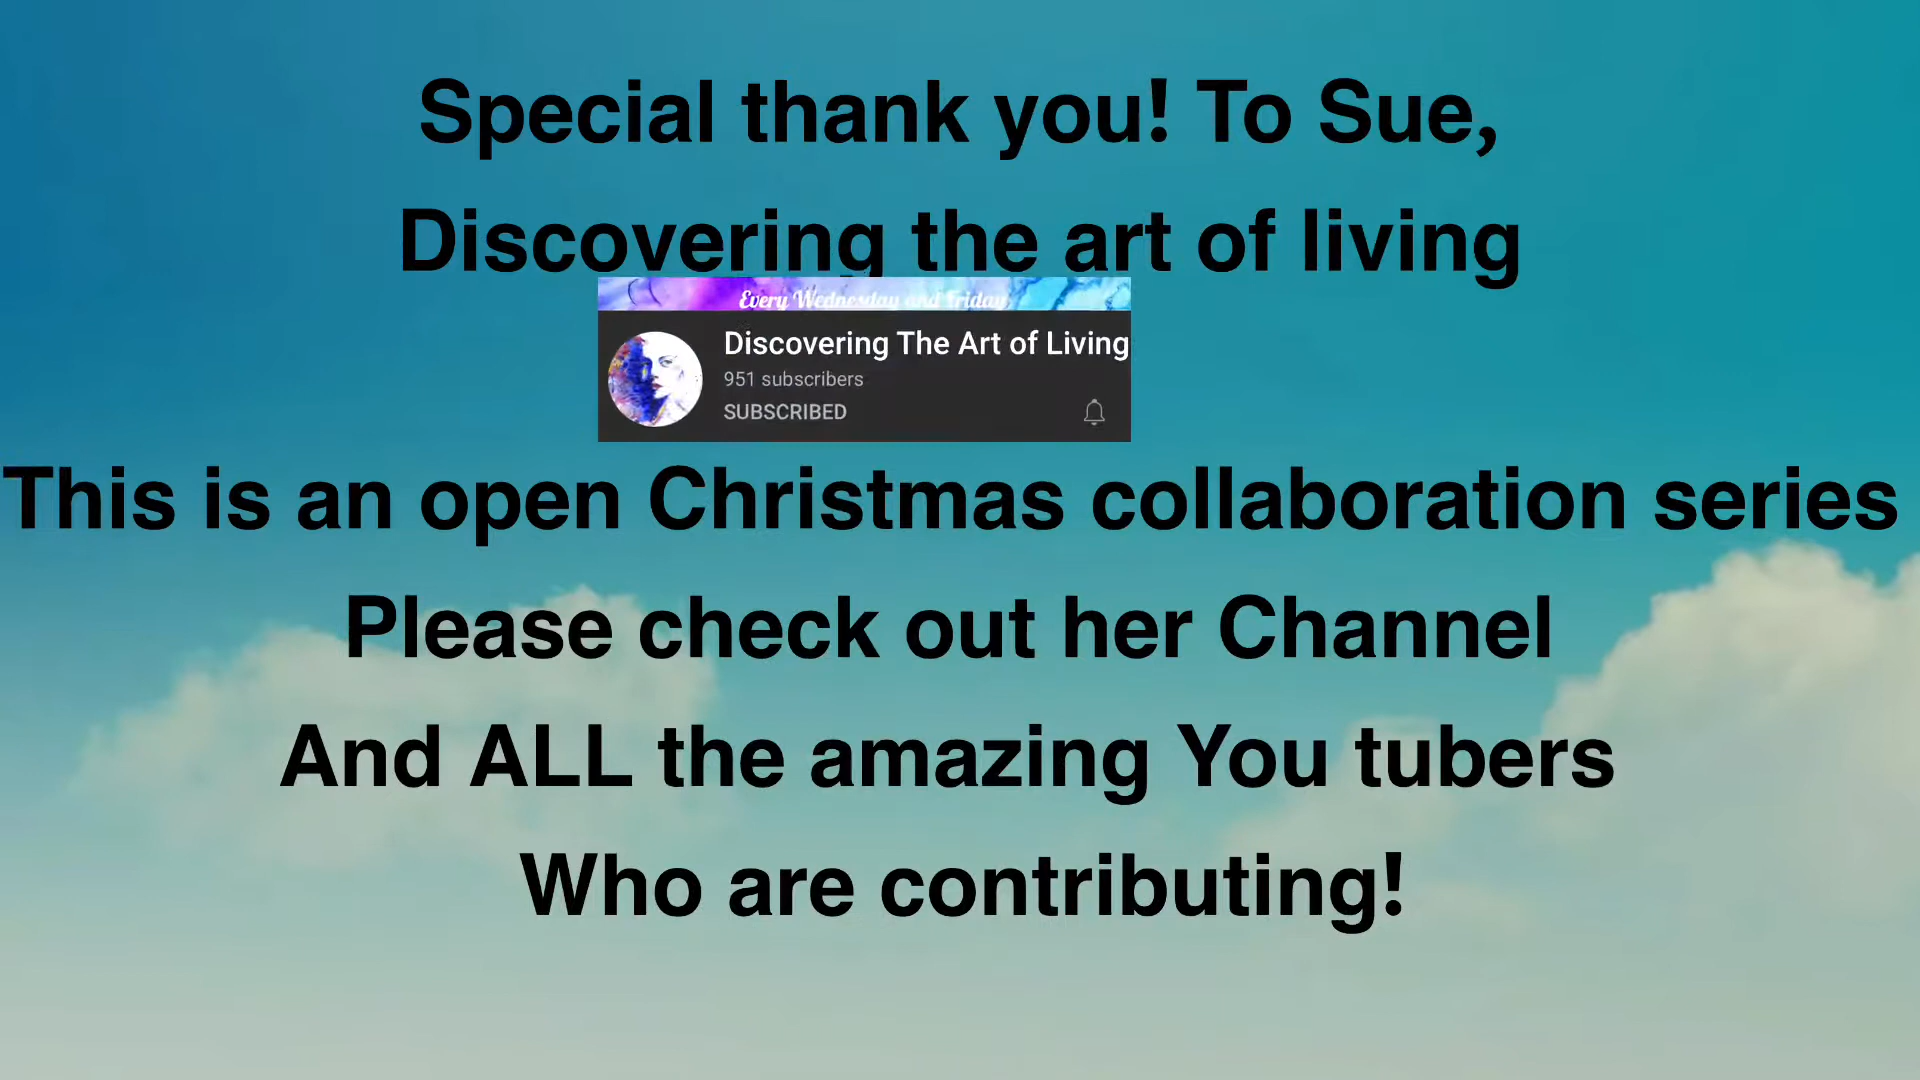 Special thank you! To Sue,
Discovering the art of living
Every Wednesday and Friday
Discovering The Art of Living
951 subscribers
SUBSCRIBED
This is an open Christmas collaboration series
Please check out her Channel
And ALL the amazing You tubers
Who are contributing!